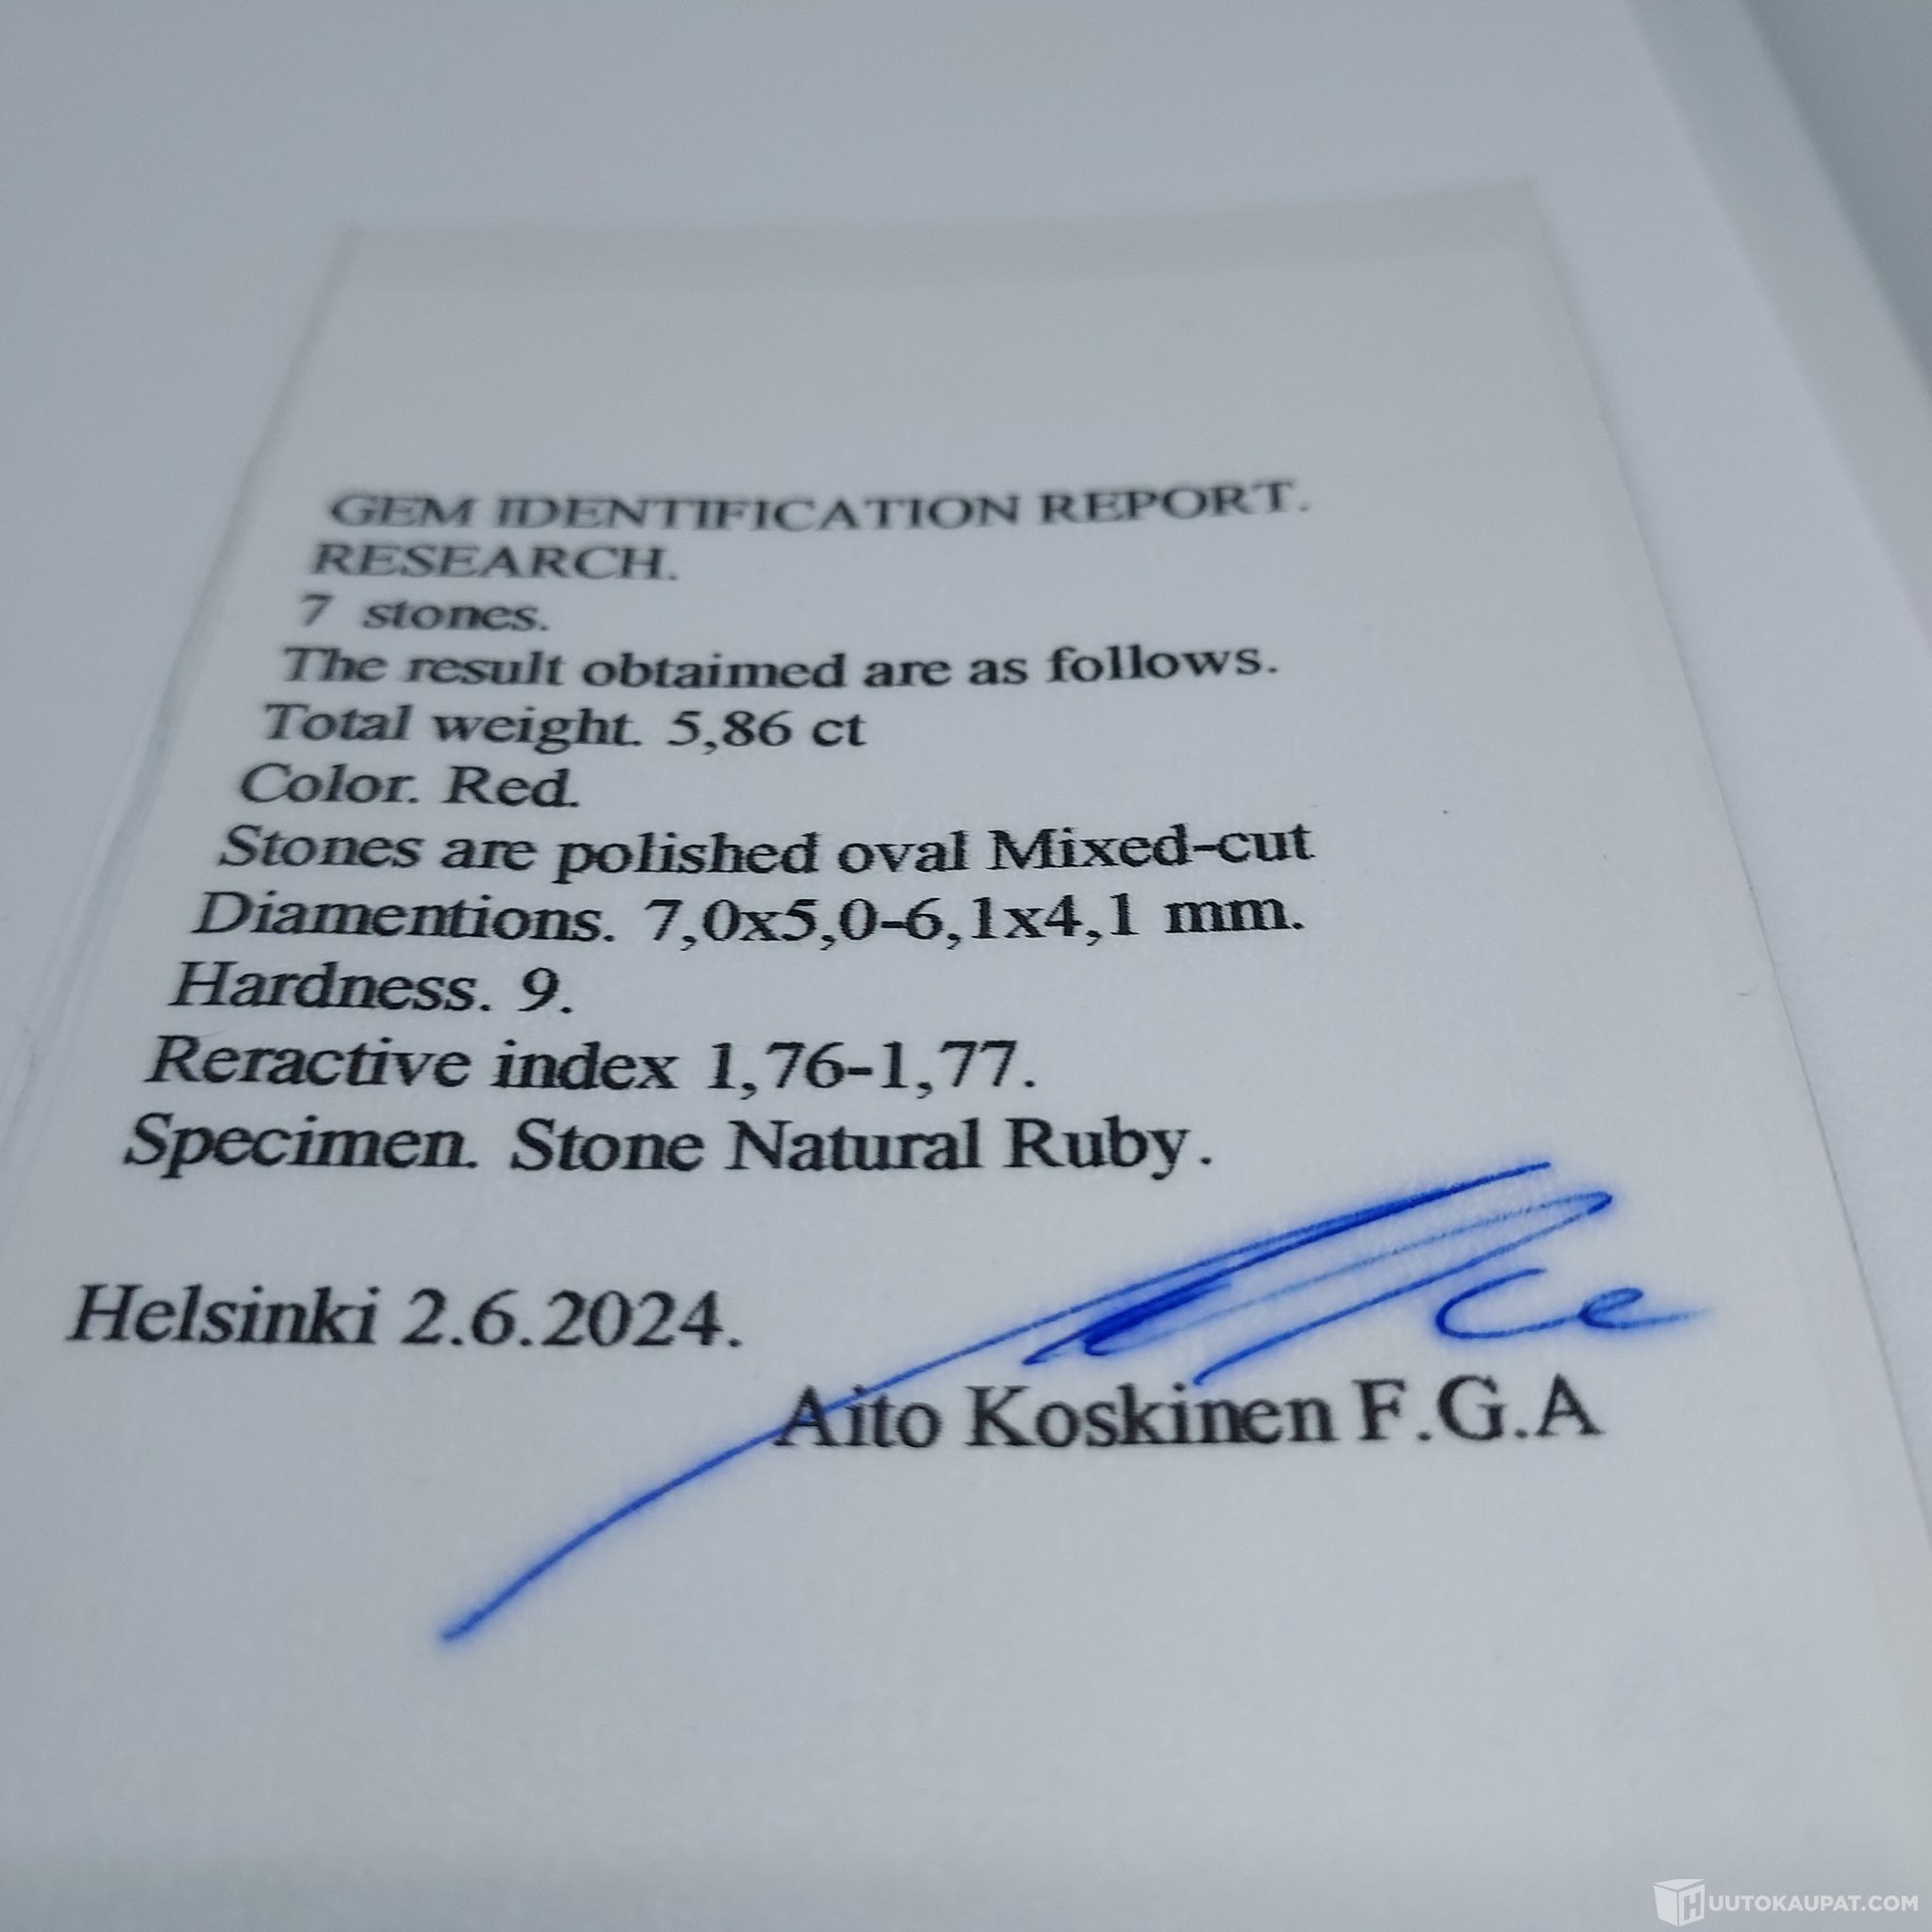 GEM IDENTIFICATION REPORT.
RESEARCH.
7 stones.
The result obtaimed are as follows.
Total weight. 5,86 ct
Color. Red.
Stones are polished oval Mixed-cut
Diamentions. 7,0x5,0-6,1x4,1 mm.
Hardness. 9.
Reractive index 1,76-1,77.
Specimen. Stone Natural Ruby.
Helsinki 2.6.2024.
Aito Koskinen F.G.A
HUUTOKAUPAT.COM